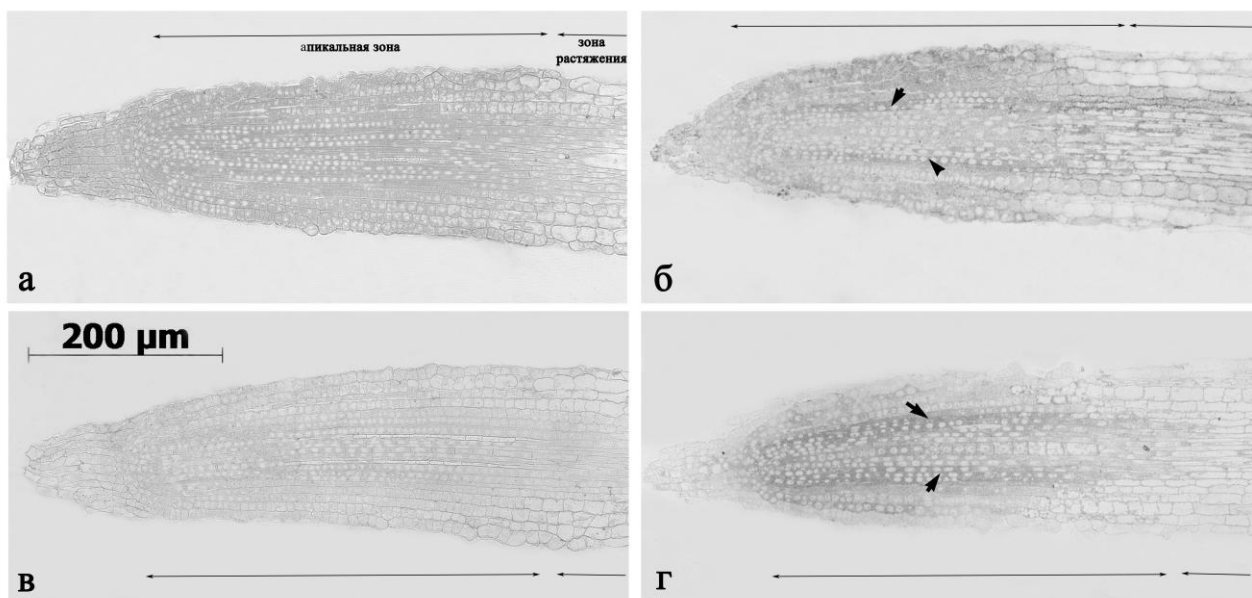 апикальная зона
зона
растяжения
а
б
200 µm
в
г